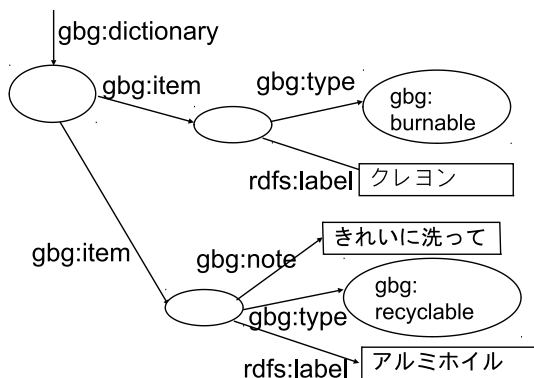 gbg:dictionary
gbg:item
gbg:type
gbg:
burnable
rdfs:label
クレヨン
gbg:item
gbg:note
きれいに洗って
gbg:type
gbg:
recyclable
rdfs:label
アルミホイル